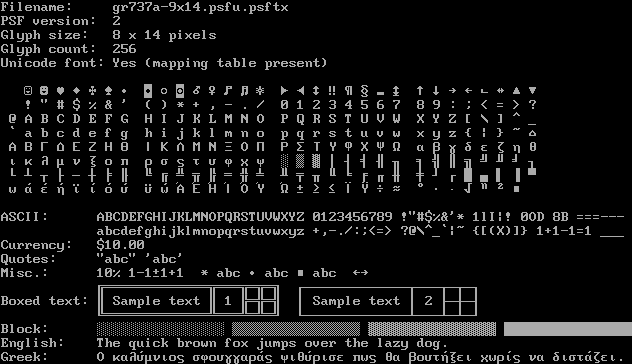 Filename:     gr737a-9x14.psfu.psftx
PSF version:  2
Glyph size:   8 x 14 pixels
Glyph count:  256
Unicode font: Yes (mapping table present)
☺ ☻ ♥ ♦ ♣ ♠ • ◘ ○ ◙ ♂ ♀ ♪ ♫ ☼ ► ◄ ↕ ‼ ¶ § ▬ ↨ ↑ ↓ → ← ∟ ↔ ▲ ▼
! " # $ % & ' ( ) * + , - . / 0 1 2 3 4 5 6 7 8 9 : ; < = > ?
@ A B C D E F G H I J K L M N O P Q R S T U V W X Y Z [ \ ] ^ _
` a b c d e f g h i j k l m n o p q r s t u v w x y z { ¦ } ~ ⌂
Α Β Γ Δ Ε Ζ Η Θ Ι Κ Λ Μ Ν Ξ Ο Π Ρ Σ Τ Υ Φ Χ Ψ Ω α β γ δ ε ζ η θ
ι κ λ μ ν ξ ο π ρ σ ς τ υ φ χ ψ ░ ▒ ▓ │ ┤ ╡ ╢ ╖ ╕ ╣ ║ ╗ ╝ ╜ ╛ ┐
└ ┴ ┬ ├ ─ ┼ ╞ ╟ ╚ ╔ ╩ ╦ ╠ ═ ╬ ╧ ╨ ╤ ╥ ╙ ╘ ╒ ╓ ╫ ╪ ┘ ┌ █ ▄ ▌ ▐ ▀
ω ά έ ή ϊ ί ό ύ ϋ ώ Ά Έ Ή Ί Ό Ύ Ώ ± ≥ ≤ Ϊ Ϋ ÷ ≈ ° ∙ · √ ⁿ ² ■
ASCII:        ABCDEFGHIJKLMNOPQRSTUVWXYZ 0123456789 !"#$%&'* 1lI¦! 0OD 8B ===---
abcdefghijklmnopqrstuvwxyz +,-./:;<=> ?@\^_`¦~ {[(X)]} 1+1-1=1 ___
Currency:     $10.00
Quotes:       "abc" 'abc'
Misc.:        10% 1-1±1+1  * abc • abc ■ abc  ↔
Boxed text: Sample text 1 Sample text 2
Block:
English:      The quick brown fox jumps over the lazy dog.
Greek:        Ο καλύμνιος σφουγγαράς ψιθύρισε πως θα βουτήξει χωρίς να διστάζει.